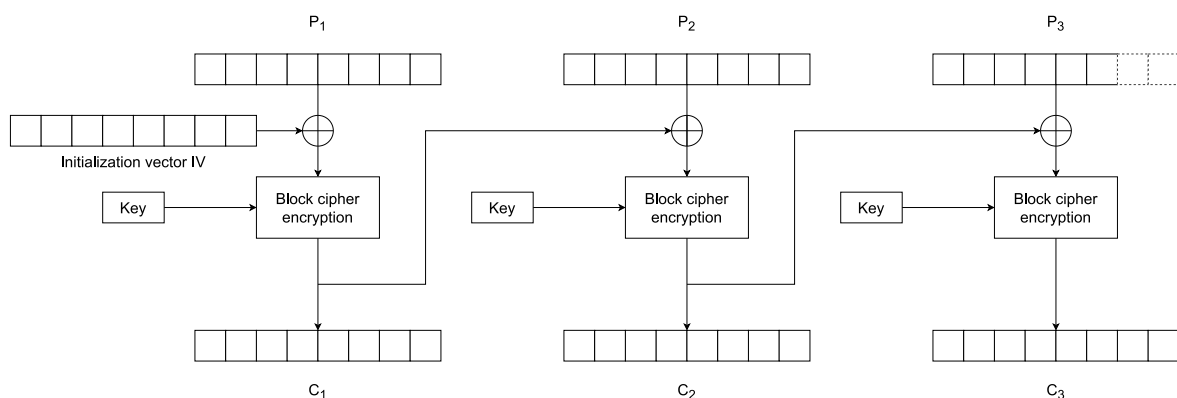 P1
P2
P3
Initialization vector IV
Key
Block cipher
encryption
Key
Block cipher
encryption
Key
Block cipher
encryption
C1
C2
C3